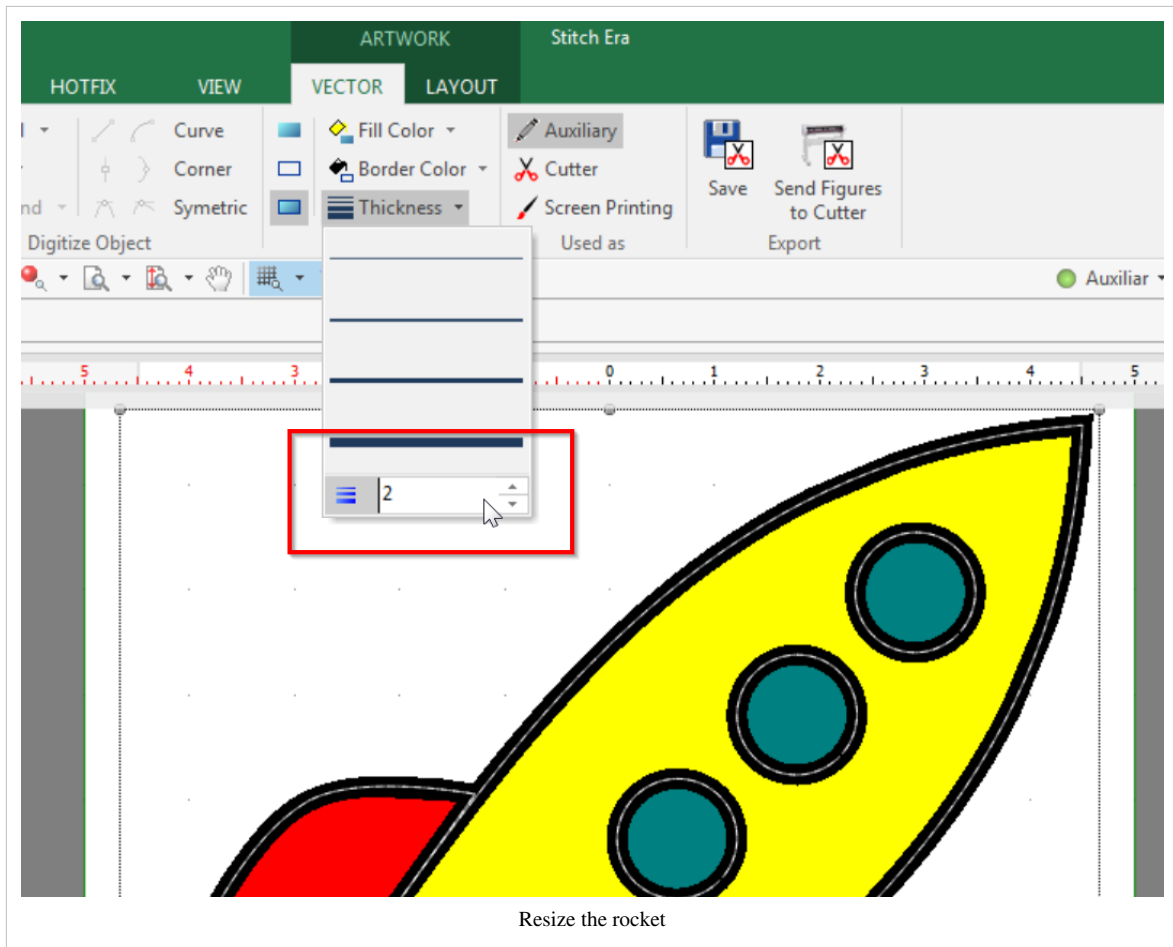 ARTWORK Stitch Era
HOTFIX VIEW VECTOR LAYOUT
Curve Fill Color Auxiliary
Corner Border Color Cutter
nd Symetric Thickness Screen Printing
Save Send Figures
to Cutter
Digitize Object Used as Export
Auxiliar
5 4 3 0 1 2 3 4 5
2
Resize the rocket